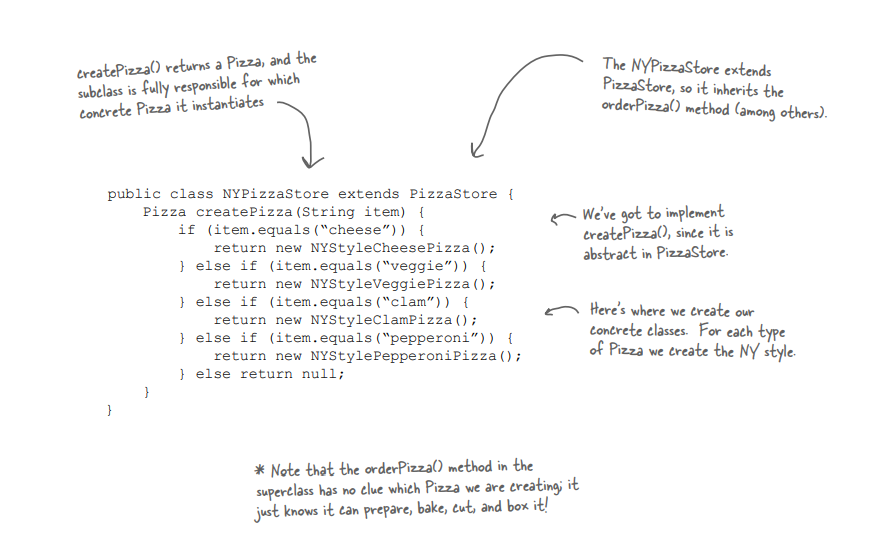 createPizza() returns a Pizza, and the
subclass is fully responsible for which
concrete Pizza it instantiates
The NYPizzaStore extends
PizzaStore, so it inherits the
orderPizza() method (among others).
public class NYPizzaStore extends PizzaStore {
Pizza createPizza(String item) {
if (item.equals(“cheese”)) {
return new NYStyleCheesePizza();
} else if (item.equals(“veggie”)) {
return new NYStyleVeggiePizza();
} else if (item.equals(“clam”)) {
return new NYStyleClamPizza();
} else if (item.equals(“pepperoni”)) {
return new NYStylePepperoniPizza();
} else return null;
}
}
We've got to implement
createPizza(), since it is
abstract in PizzaStore.
Here's where we create our
concrete classes. For each type
of Pizza we create the NY style.
* Note that the orderPizza() method in the
superclass has no clue which Pizza we are creating; it
just knows it can prepare, bake, cut, and box it!